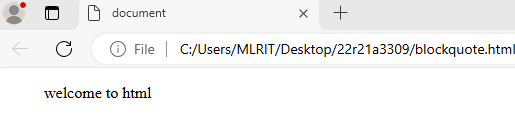 document
File
C:/Users/MLRIT/Desktop/22r21a3309/blockquote.html
welcome to html